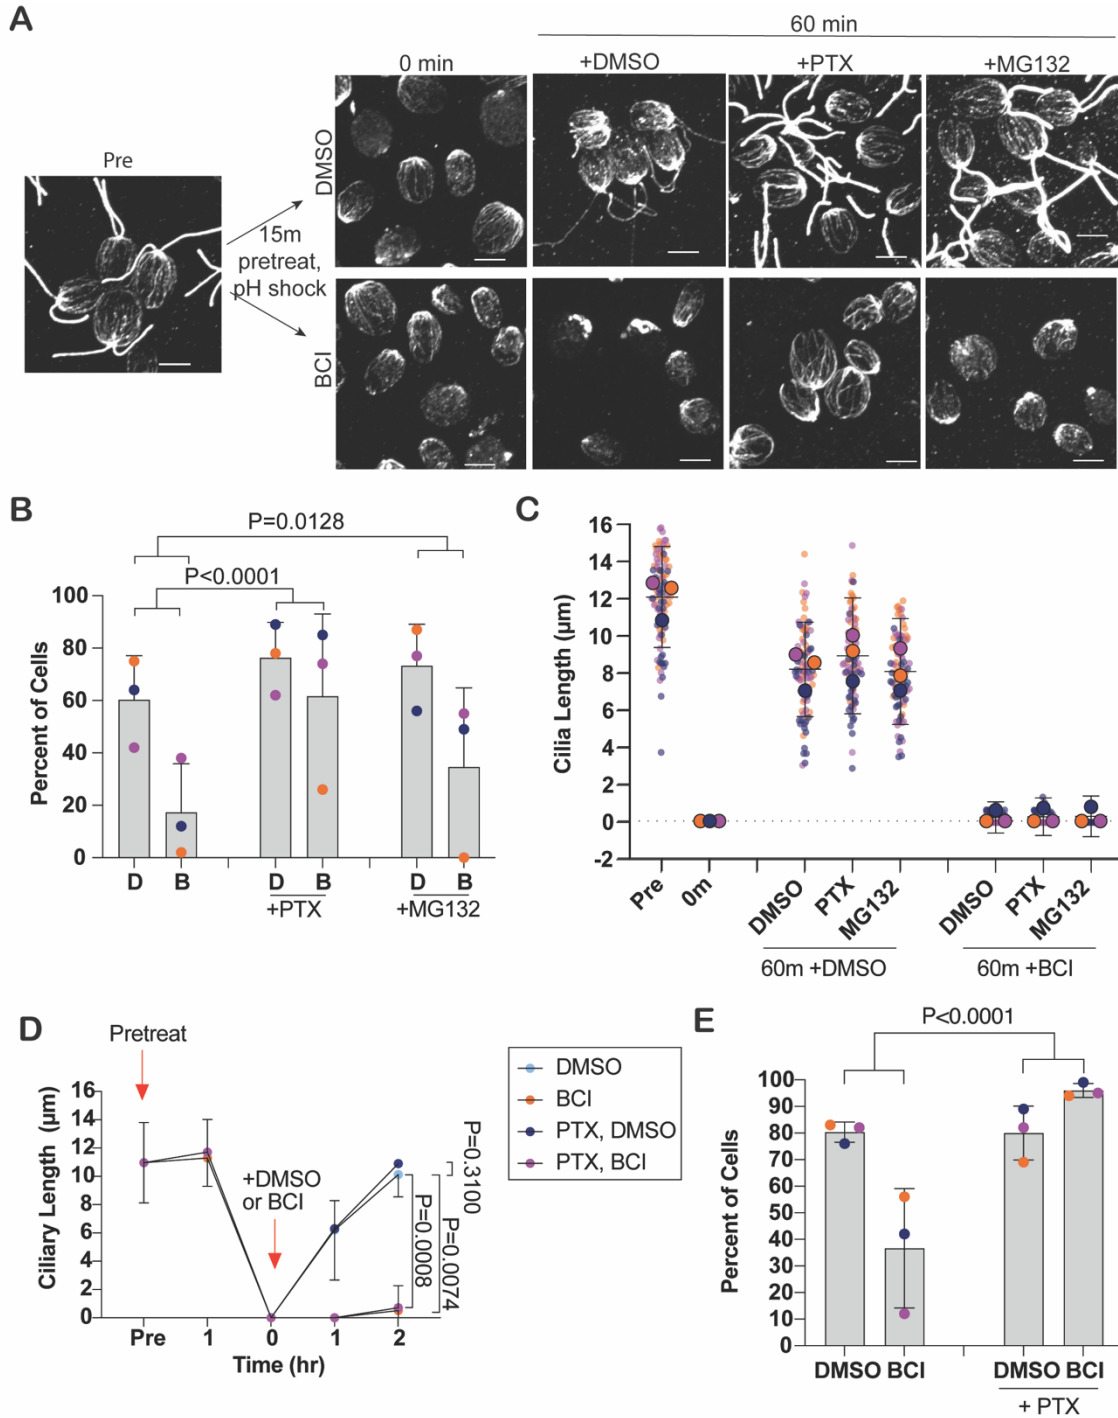 A
60 min
0 min
+DMSO
+PTX
+MG132
Pre
DMSO
15m
pretreat,
pH shock
BCI
B
P=0.0128
P<0.0001
Percent of Cells
100
80
60
40
20
0
D
B
D
B
D
B
+PTX
+MG132
C
Cilia Length (µm)
16
14
12
10
8
6
4
2
0
-2
Pre
0m
DMSO
PTX
MG132
DMSO
PTX
MG132
60m +DMSO
60m +BCI
D
Pretreat
Ciliary Length (µm)
16
14
12
10
8
6
4
2
0
+DMSO
or BCI
P=0.3100
P=0.0074
P=0.0008
Pre
1
0
1
2
Time (hr)
DMSO
BCI
PTX, DMSO
PTX, BCI
E
P<0.0001
Percent of Cells
100
90
80
70
60
50
40
30
20
10
0
DMSO BCI
DMSO BCI
+ PTX